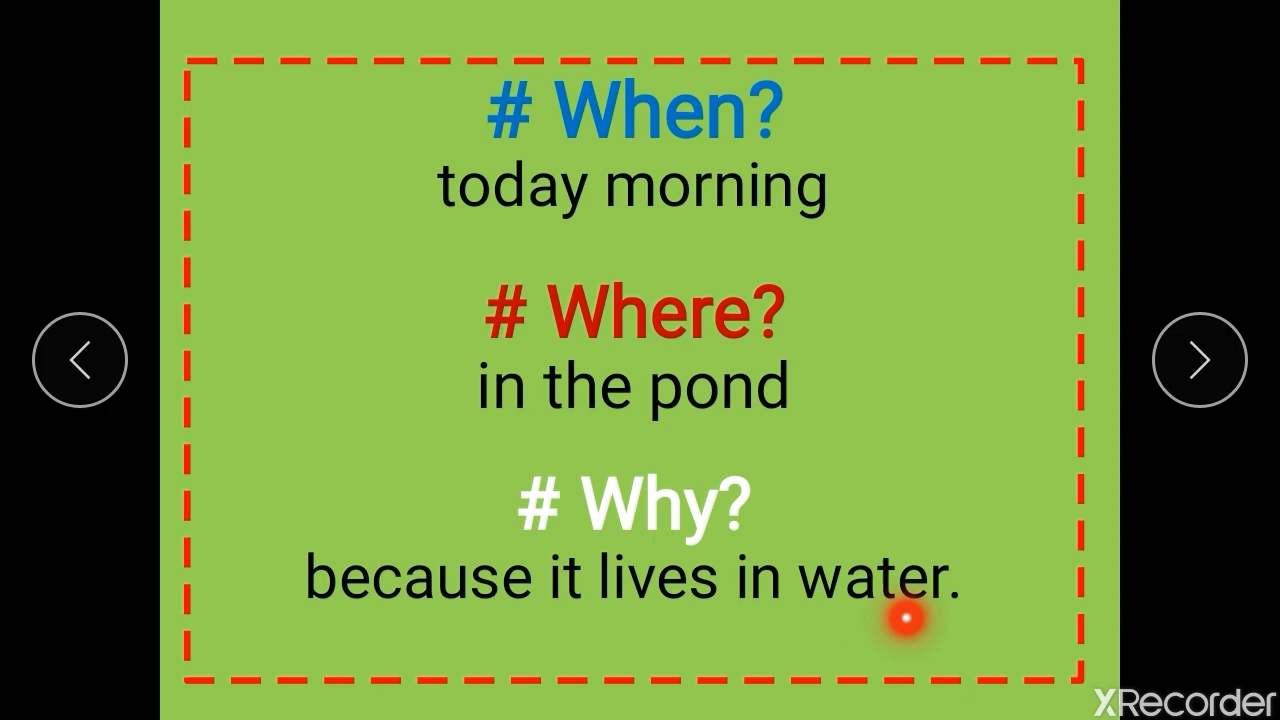 # When?
today morning
# Where?
in the pond
# Why?
because it lives in water.
XRecorder